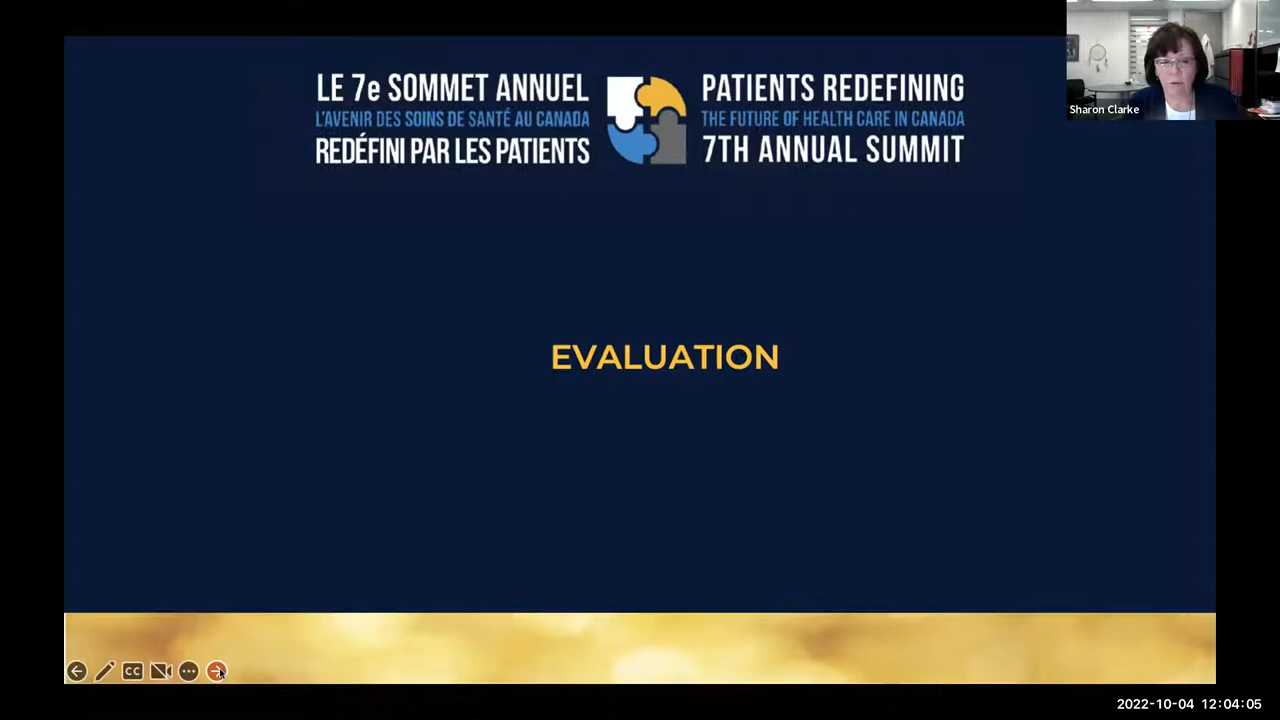 LE 7e SOMMET ANNUEL
L'AVENIR DES SOINS DE SANTÉ AU CANADA
REDÉFINI PAR LES PATIENTS
PATIENTS REDEFINING
THE FUTURE OF HEALTH CARE IN CANADA
7TH ANNUAL SUMMIT
Sharon Clarke
EVALUATION
CC
2022-10-04 12:04:05